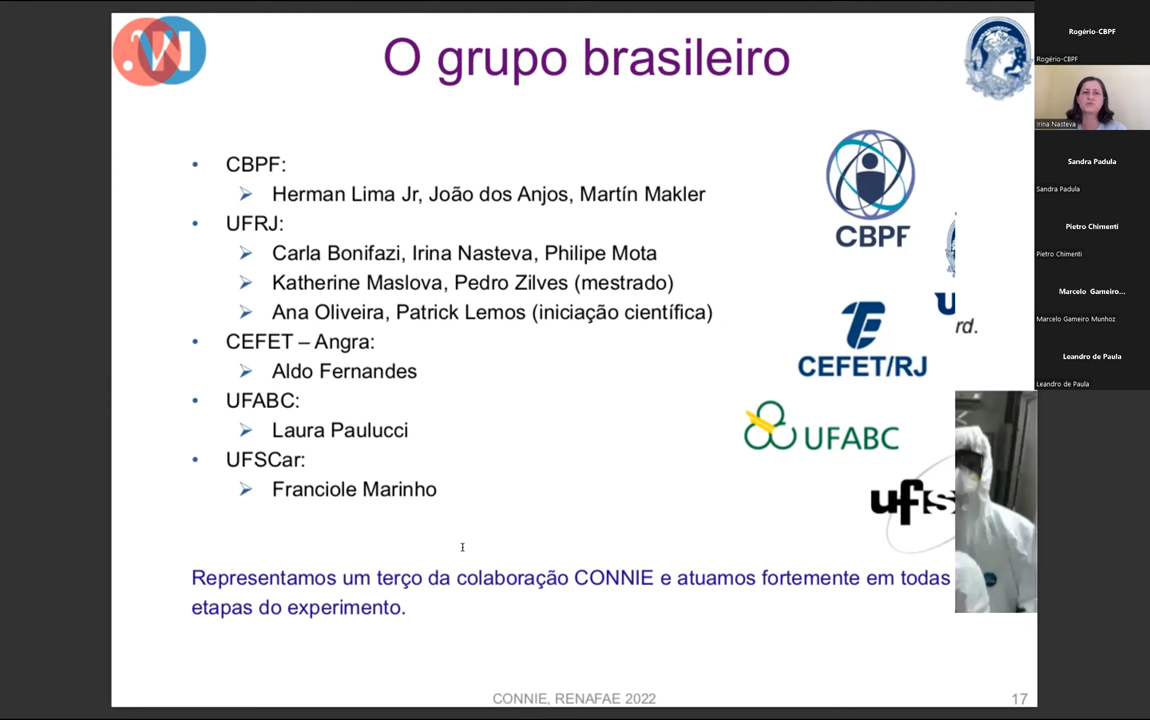 O grupo brasileiro
• CBPF:
➢ Herman Lima Jr, João dos Anjos, Martín Makler
• UFRJ:
➢ Carla Bonifazi, Irina Nasteva, Philipe Mota
➢ Katherine Maslova, Pedro Zilves (mestrado)
➢ Ana Oliveira, Patrick Lemos (iniciação científica)
• CEFET – Angra:
➢ Aldo Fernandes
• UFABC:
➢ Laura Paulucci
• UFSCar:
➢ Franciole Marinho
CBPF
rd.
CEFET/RJ
UFABC
ufs
Representamos um terço da colaboração CONNIE e atuamos fortemente em todas
etapas do experimento.
CONNIE, RENAFAE 2022
17
Rogério-CBPF
Rogério-CBPF
Irina Nasteva
Sandra Padula
Sandra Padula
Pietro Chimenti
Pietro Chimenti
Marcelo Gameiro...
Marcelo Gameiro Munhoz
Leandro de Paula
Leandro de Paula